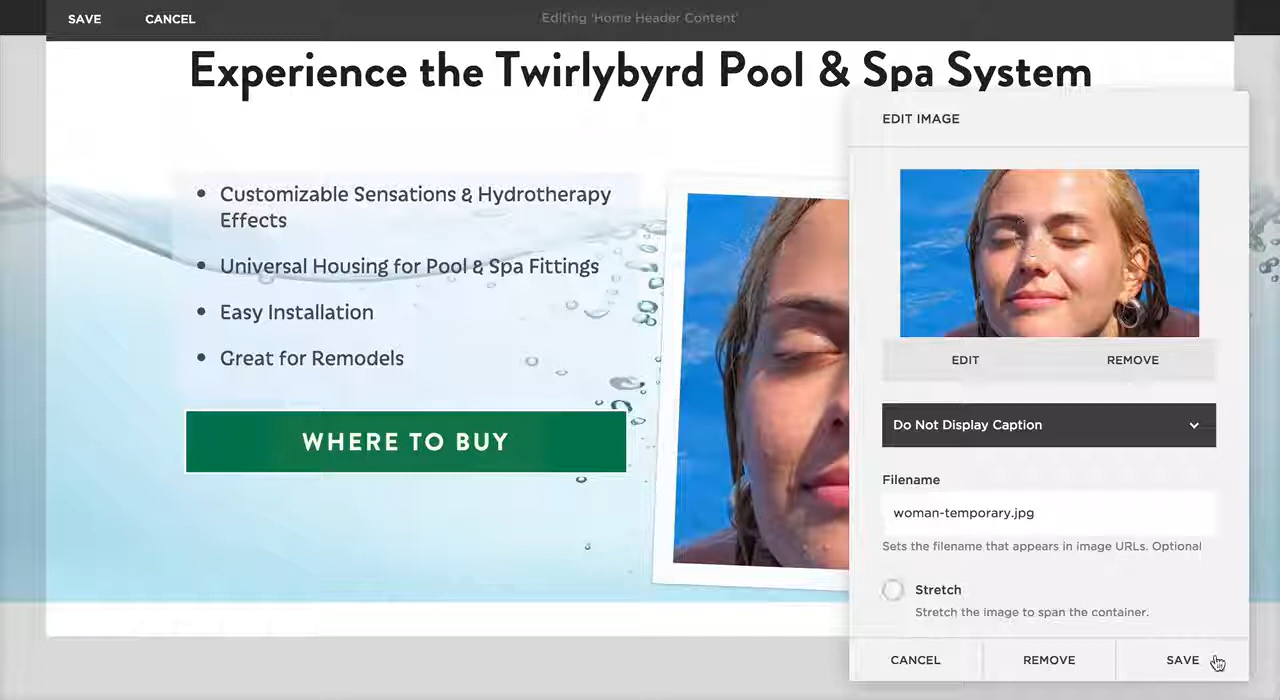 SAVE CANCEL Editing 'Home Header Content'
Experience the Twirlybyrd Pool & Spa System
• Customizable Sensations & Hydrotherapy
Effects
• Universal Housing for Pool & Spa Fittings
• Easy Installation
• Great for Remodels
WHERE TO BUY
EDIT IMAGE
EDIT REMOVE
Do Not Display Caption
Filename
woman-temporary.jpg
Sets the filename that appears in image URLs. Optional
Stretch
Stretch the image to span the container.
CANCEL REMOVE SAVE